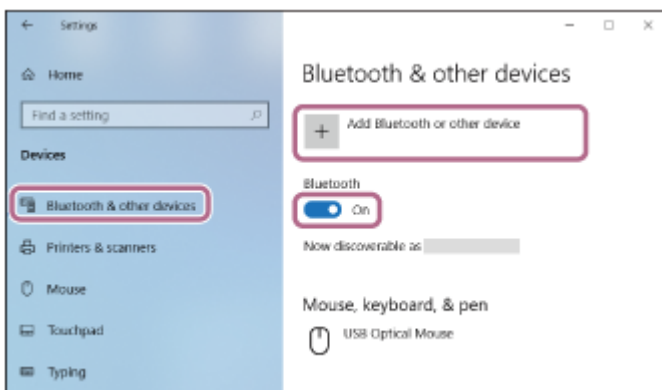 Settings
Home
Find a setting
Devices
Bluetooth & other devices
Printers & scanners
Mouse
Touchpad
Typing
Bluetooth & other devices
Add Bluetooth or other device
Bluetooth
On
Now discoverable as
Mouse, keyboard, & pen
USB Optical Mouse